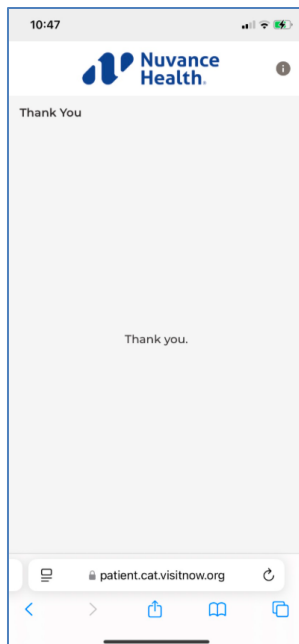 10:47
Nuvance
Health.
Thank You
Thank you.
patient.cat.visitnow.org